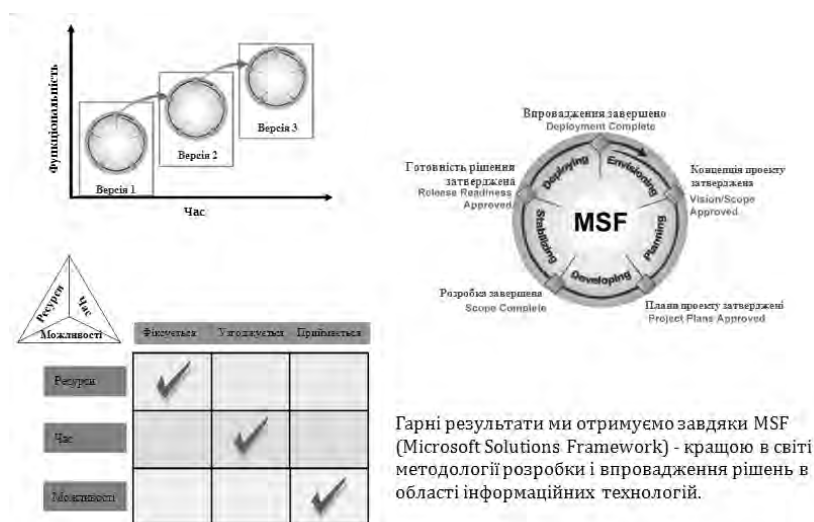 Функціональність
Версія 1
Версія 2
Версія 3
Час
Впровадження завершено
Deployment Complete
Готовність рішення
затверджена
Release Readiness
Approved
Концепція проекту
затверджена
Vision/Scope
Approved
Deploying
Envisioning
Stabilizing
MSF
Planning
Developing
Розробка завершена
Scope Complete
Плани проекту затверджені
Project Plans Approved
Ресурси
Час
Можливості
Фіксується
Узгоджується
Приймається
Ресурси
Час
Можливості
Гарні результати ми отримуємо завдяки MSF
(Microsoft Solutions Framework) - кращою в світі
методології розробки і впровадження рішень в
області інформаційних технологій.